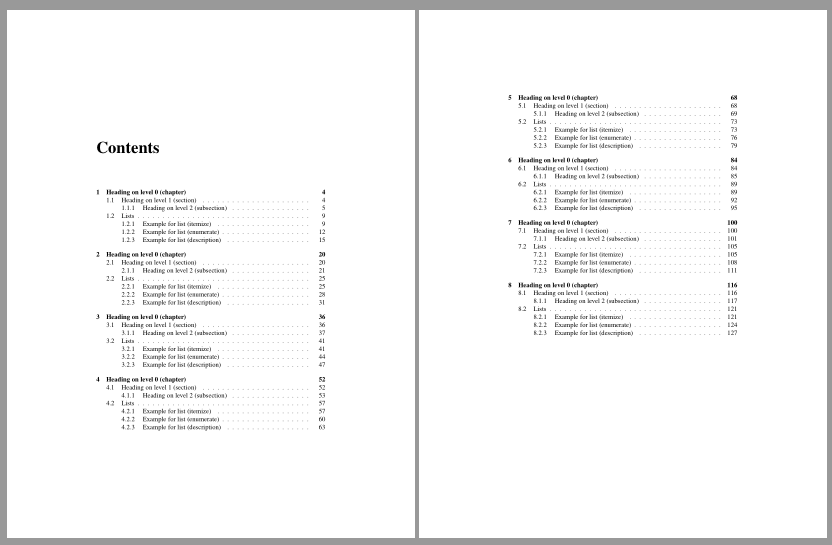 Contents
1 Heading on level 0 (chapter) 4
1.1 Heading on level 1 (section) . . . . . . . . . . . . . . . . . . . . 4
1.1.1 Heading on level 2 (subsection) . . . . . . . . . . . . . . 5
1.2 Lists . . . . . . . . . . . . . . . . . . . . . . . . . . . . . . 9
1.2.1 Example for list (itemize) . . . . . . . . . . . . . . . . . 9
1.2.2 Example for list (enumerate) . . . . . . . . . . . . . . . 12
1.2.3 Example for list (description) . . . . . . . . . . . . . . . 15
2 Heading on level 0 (chapter) 20
2.1 Heading on level 1 (section) . . . . . . . . . . . . . . . . . . . . 20
2.1.1 Heading on level 2 (subsection) . . . . . . . . . . . . . . 21
2.2 Lists . . . . . . . . . . . . . . . . . . . . . . . . . . . . . . 25
2.2.1 Example for list (itemize) . . . . . . . . . . . . . . . . . 25
2.2.2 Example for list (enumerate) . . . . . . . . . . . . . . . 28
2.2.3 Example for list (description) . . . . . . . . . . . . . . . 31
3 Heading on level 0 (chapter) 36
3.1 Heading on level 1 (section) . . . . . . . . . . . . . . . . . . . . 36
3.1.1 Heading on level 2 (subsection) . . . . . . . . . . . . . . 37
3.2 Lists . . . . . . . . . . . . . . . . . . . . . . . . . . . . . . 41
3.2.1 Example for list (itemize) . . . . . . . . . . . . . . . . . 41
3.2.2 Example for list (enumerate) . . . . . . . . . . . . . . . 44
3.2.3 Example for list (description) . . . . . . . . . . . . . . . 47
4 Heading on level 0 (chapter) 52
4.1 Heading on level 1 (section) . . . . . . . . . . . . . . . . . . . . 52
4.1.1 Heading on level 2 (subsection) . . . . . . . . . . . . . . 53
4.2 Lists . . . . . . . . . . . . . . . . . . . . . . . . . . . . . . 57
4.2.1 Example for list (itemize) . . . . . . . . . . . . . . . . . 57
4.2.2 Example for list (enumerate) . . . . . . . . . . . . . . . 60
4.2.3 Example for list (description) . . . . . . . . . . . . . . . 63
5 Heading on level 0 (chapter) 68
5.1 Heading on level 1 (section) . . . . . . . . . . . . . . . . . . . . 68
5.1.1 Heading on level 2 (subsection) . . . . . . . . . . . . . . 69
5.2 Lists . . . . . . . . . . . . . . . . . . . . . . . . . . . . . . 73
5.2.1 Example for list (itemize) . . . . . . . . . . . . . . . . . 73
5.2.2 Example for list (enumerate) . . . . . . . . . . . . . . . 76
5.2.3 Example for list (description) . . . . . . . . . . . . . . . 79
6 Heading on level 0 (chapter) 84
6.1 Heading on level 1 (section) . . . . . . . . . . . . . . . . . . . . 84
6.1.1 Heading on level 2 (subsection) . . . . . . . . . . . . . . 85
6.2 Lists . . . . . . . . . . . . . . . . . . . . . . . . . . . . . . 89
6.2.1 Example for list (itemize) . . . . . . . . . . . . . . . . . 89
6.2.2 Example for list (enumerate) . . . . . . . . . . . . . . . 92
6.2.3 Example for list (description) . . . . . . . . . . . . . . . 95
7 Heading on level 0 (chapter) 100
7.1 Heading on level 1 (section) . . . . . . . . . . . . . . . . . . . . 100
7.1.1 Heading on level 2 (subsection) . . . . . . . . . . . . . . 101
7.2 Lists . . . . . . . . . . . . . . . . . . . . . . . . . . . . . . 105
7.2.1 Example for list (itemize) . . . . . . . . . . . . . . . . . 105
7.2.2 Example for list (enumerate) . . . . . . . . . . . . . . . 108
7.2.3 Example for list (description) . . . . . . . . . . . . . . . 111
8 Heading on level 0 (chapter) 116
8.1 Heading on level 1 (section) . . . . . . . . . . . . . . . . . . . . 116
8.1.1 Heading on level 2 (subsection) . . . . . . . . . . . . . . 117
8.2 Lists . . . . . . . . . . . . . . . . . . . . . . . . . . . . . . 121
8.2.1 Example for list (itemize) . . . . . . . . . . . . . . . . . 121
8.2.2 Example for list (enumerate) . . . . . . . . . . . . . . . 124
8.2.3 Example for list (description) . . . . . . . . . . . . . . . 127